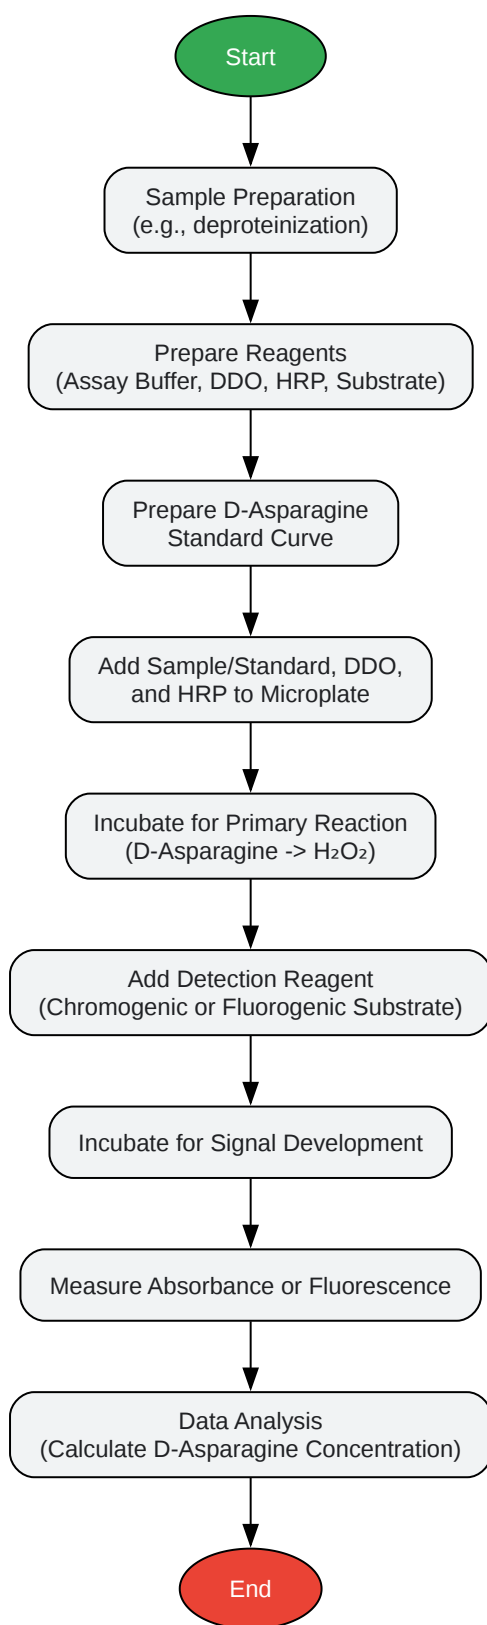 Start
Sample Preparation
(e.g., deproteinization)
Prepare Reagents
(Assay Buffer, DDO, HRP, Substrate)
Prepare D-Asparagine
Standard Curve
Add Sample/Standard, DDO,
and HRP to Microplate
Incubate for Primary Reaction
(D-Asparagine -> H₂O₂)
Add Detection Reagent
(Chromogenic or Fluorogenic Substrate)
Incubate for Signal Development
Measure Absorbance or Fluorescence
Data Analysis
(Calculate D-Asparagine Concentration)
End